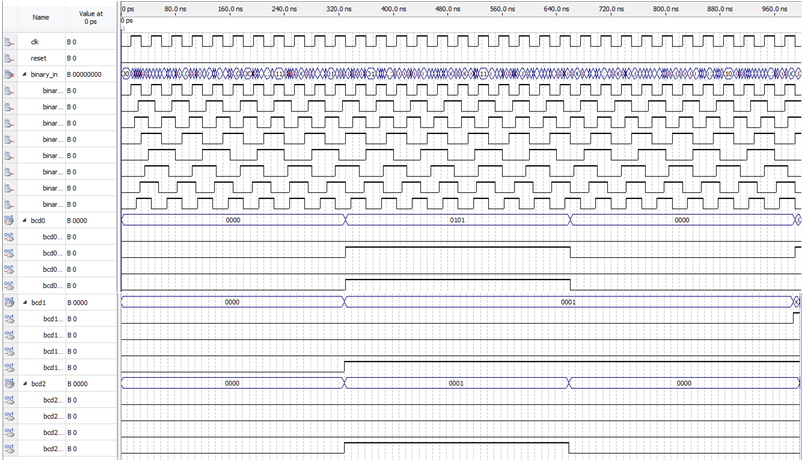 Name Value at 0 ps
0 ps 80.0 ns 160.0 ns 240.0 ns 320.0 ns 400.0 ns 480.0 ns 560.0 ns 640.0 ns 720.0 ns 800.0 ns 880.0 ns 960.0 ns
0 ps
clk B 0
reset B 0
binary_in B 00000000
binar... B 0
binar... B 0
binar... B 0
binar... B 0
binar... B 0
binar... B 0
binar... B 0
binar... B 0
bcd0 B 0000 0000 0101 0000
bcd0... B 0
bcd0... B 0
bcd0... B 0
bcd0... B 0
bcd1 B 0000 0000 0001
bcd1... B 0
bcd1... B 0
bcd1... B 0
bcd1... B 0
bcd2 B 0000 0000 0001 0000
bcd2... B 0
bcd2... B 0
bcd2... B 0
bcd2... B 0